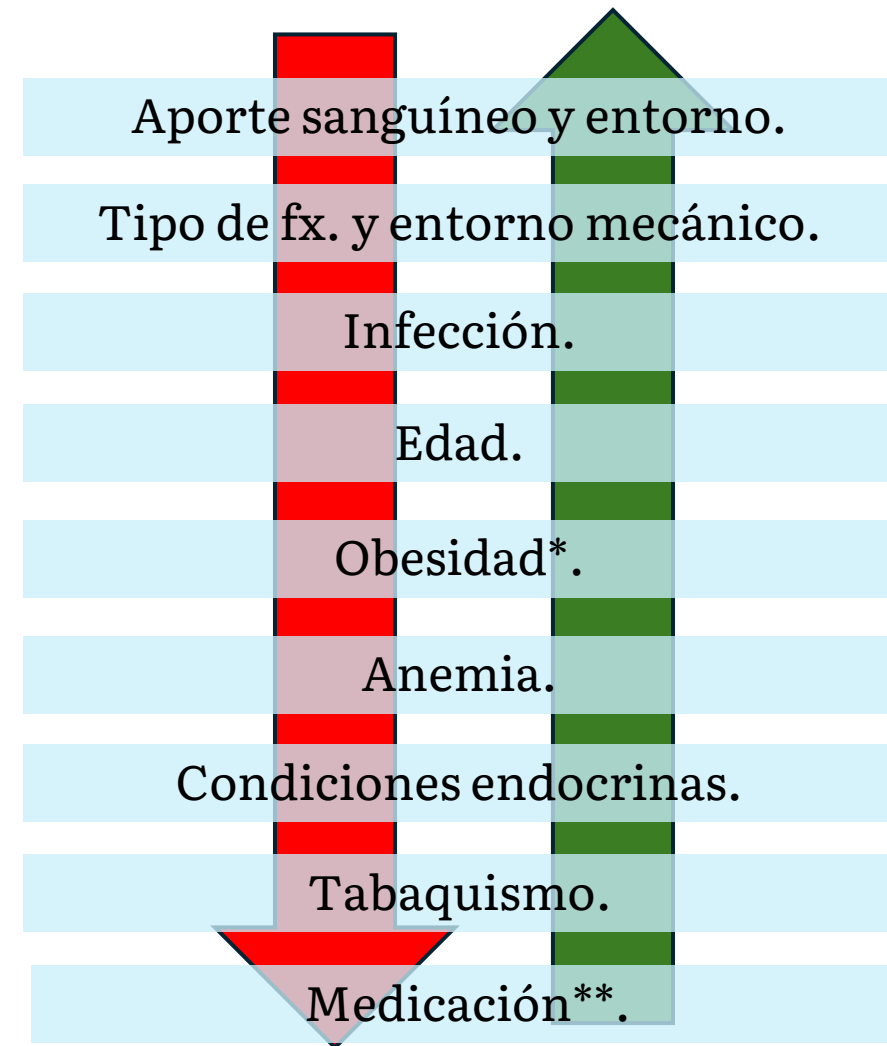 Aporte sanguíneo y entorno.
Tipo de fx. y entorno mecánico.
Infección.
Edad.
Obesidad*.
Anemia.
Condiciones endocrinas.
Tabaquismo.
Medicación**.